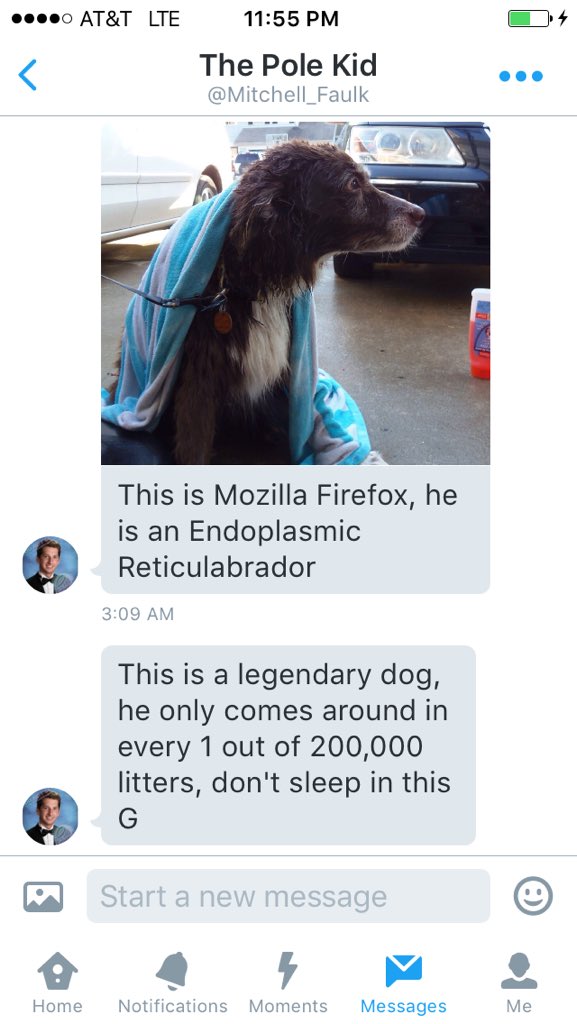 AT&T LTE 11:55 PM
The Pole Kid
@Mitchell_Faulk
This is Mozilla Firefox, he
is an Endoplasmic
Reticulabrador
3:09 AM
This is a legendary dog,
he only comes around in
every 1 out of 200,000
litters, don't sleep in this
G
Start a new message
Home Notifications Moments Messages Me